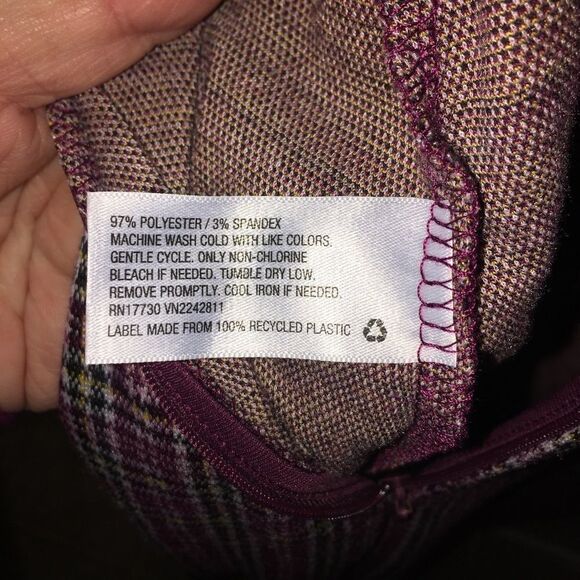 97% POLYESTER / 3% SPANDEX
MACHINE WASH COLD WITH LIKE COLORS.
GENTLE CYCLE. ONLY NON-CHLORINE
BLEACH IF NEEDED. TUMBLE DRY LOW.
REMOVE PROMPTLY. COOL IRON IF NEEDED.
RN17730 VN2242811
LABEL MADE FROM 100% RECYCLED PLASTIC